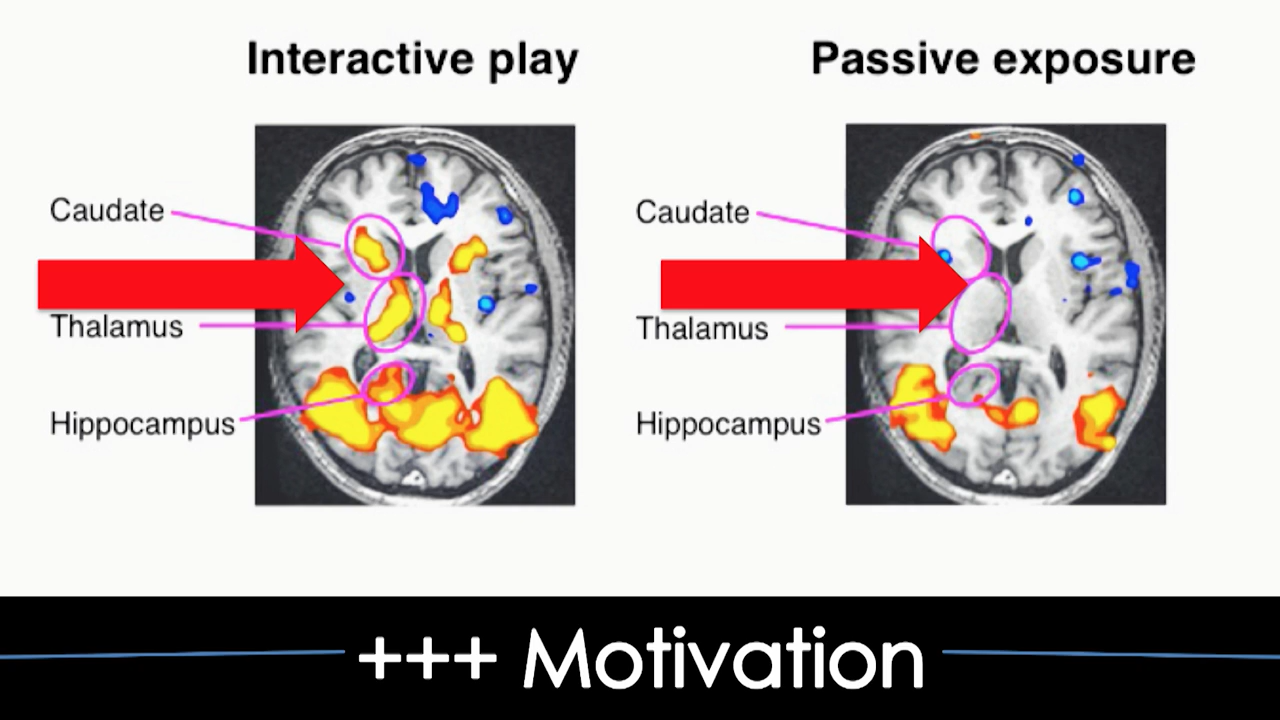 Interactive play
Passive exposure
Caudate
Thalamus
Hippocampus
Caudate
Thalamus
Hippocampus
+++ Motivation